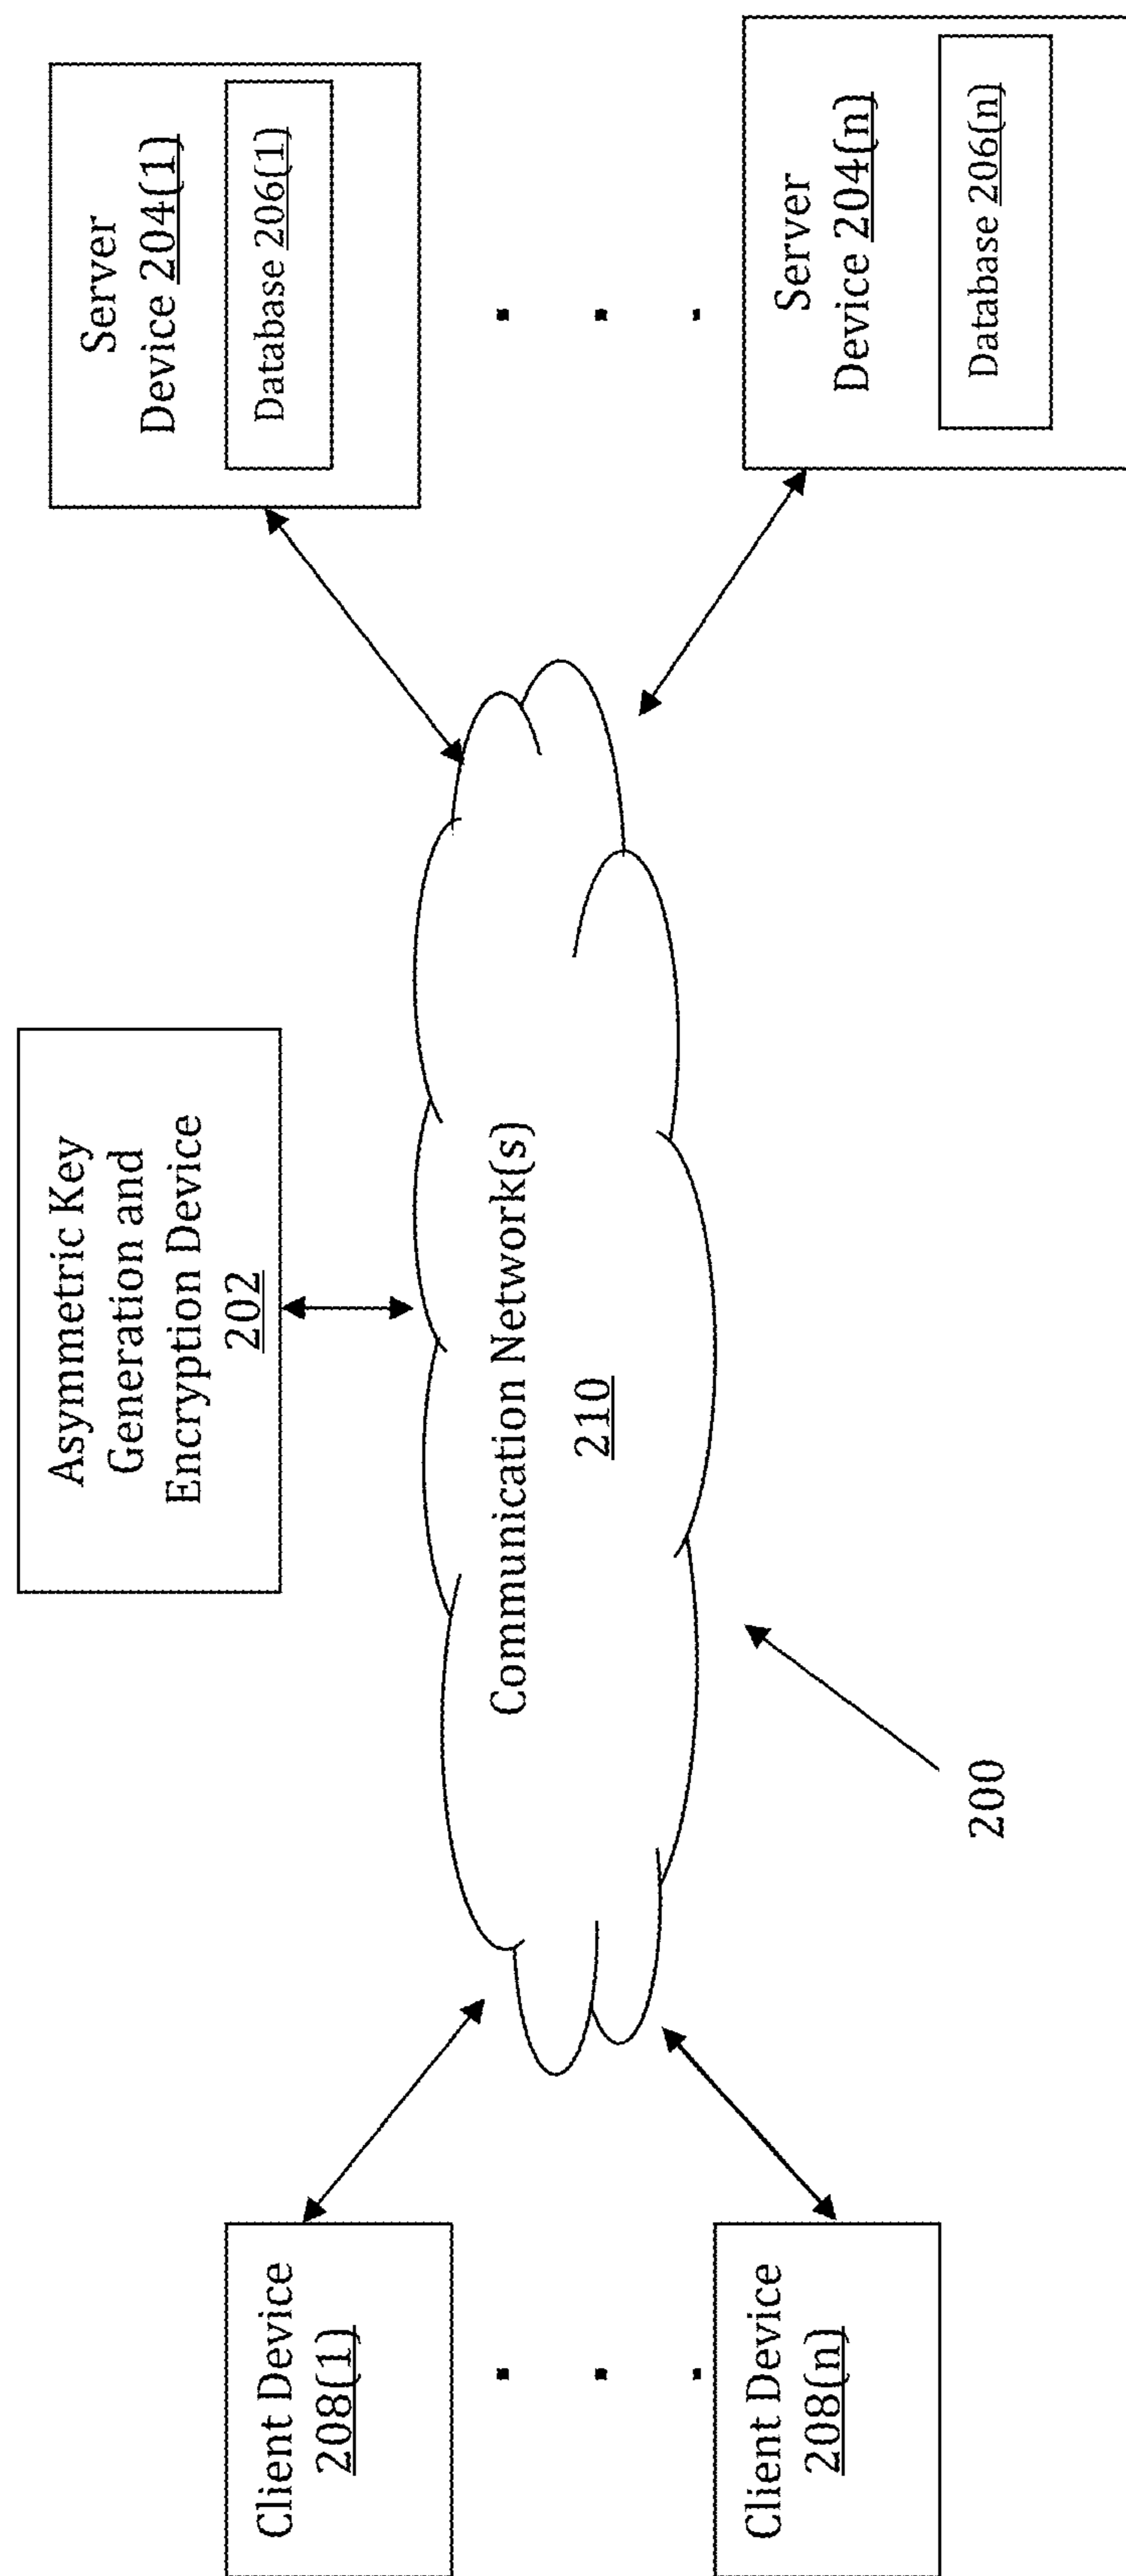 Asymmetric Key
Generation and
Encryption Device
202
Client Device
208(1)
Client Device
208(n)
Communication Network(s)
210
200
Server
Device 204(1)
Database 206(1)
Server
Device 204(n)
Database 206(n)